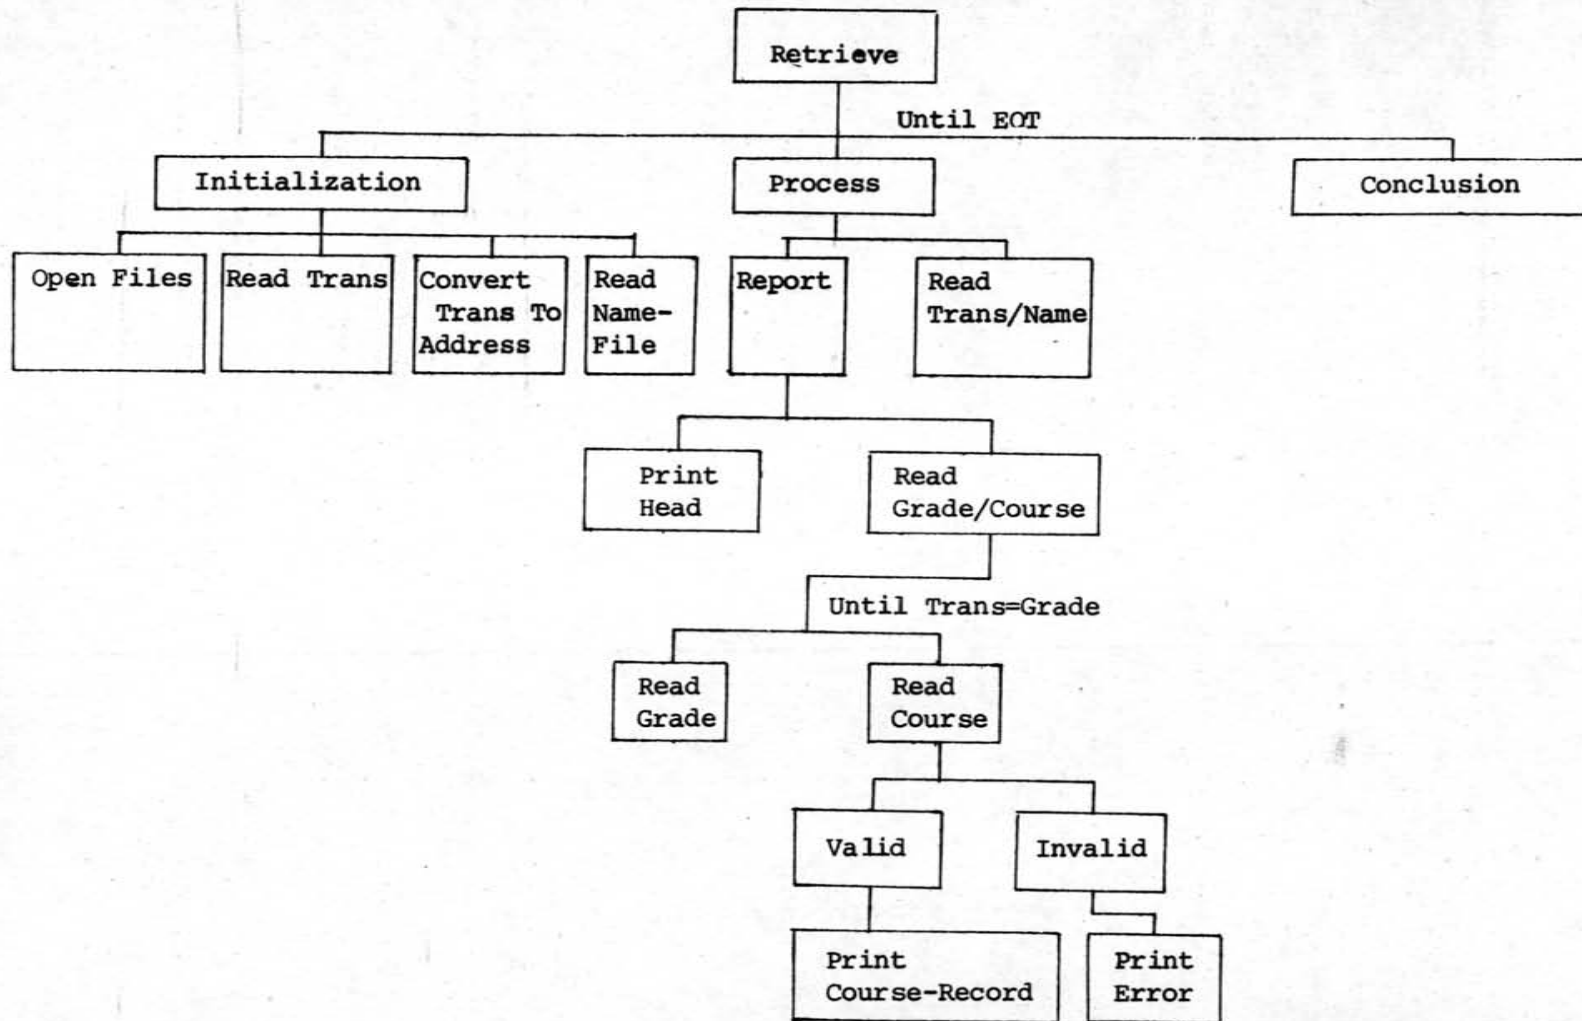 Retrieve
Until EOT
Initialization
Process
Conclusion
Open Files
Read Trans
Convert
Trans To
Address
Read
Name-
File
Report
Read
Trans/Name
Print
Head
Read
Grade/Course
Until Trans=Grade
Read
Grade
Read
Course
Valid
Invalid
Print
Course-Record
Print
Error